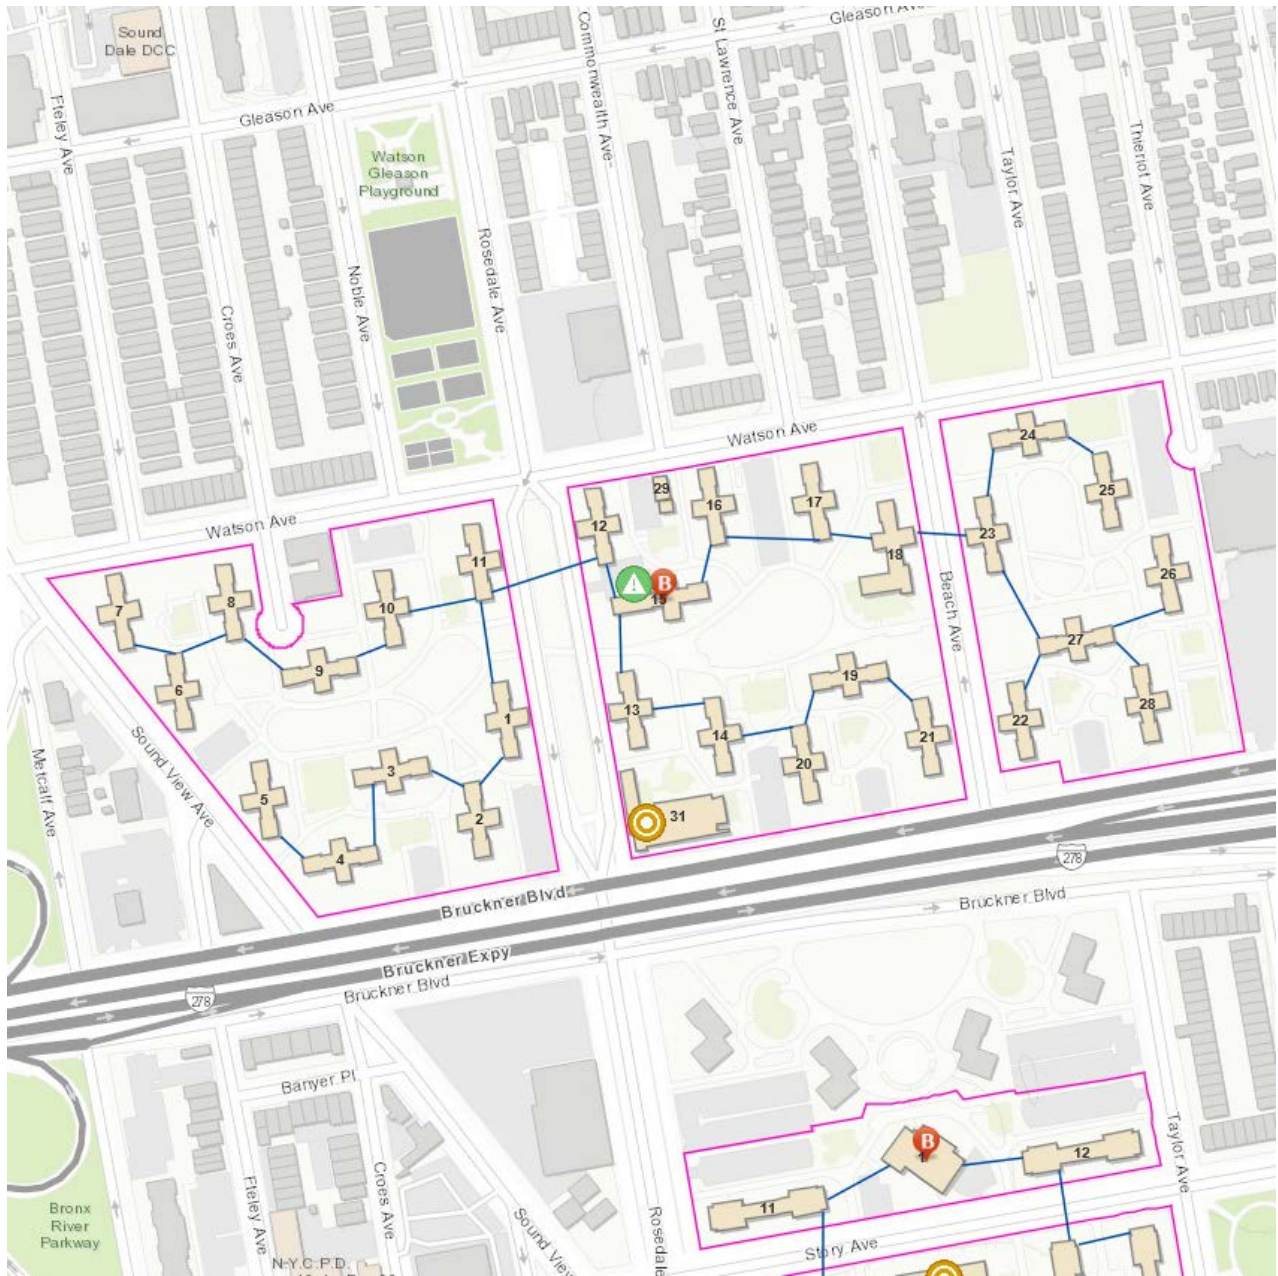 Sound
Dale DCC
Gleason Ave
Gleason Ave
Commonwealth Ave
St Lawrence Ave
Fteley Ave
Watson
Gleason
Playground
Taylor Ave
Thieriot Ave
Rosedale Ave
Noble Ave
Croes Ave
Watson Ave
Watson Ave
24
25
29
16
17
12
18
23
11
26
7
8
10
B
15
27
Beach Ave
9
6
19
28
22
13
14
21
1
20
3
5
2
31
4
Sound View Ave
Metcalf Ave
278
Bruckner Blvd
Bruckner Blvd
Bruckner Expy
Bruckner Blvd
278
Banyer Pl
B
12
11
Taylor Ave
Fteley Ave
Croes Ave
Sound View
Rosedale
Story Ave
Bronx
River
Parkway
N.Y.C.P.D.